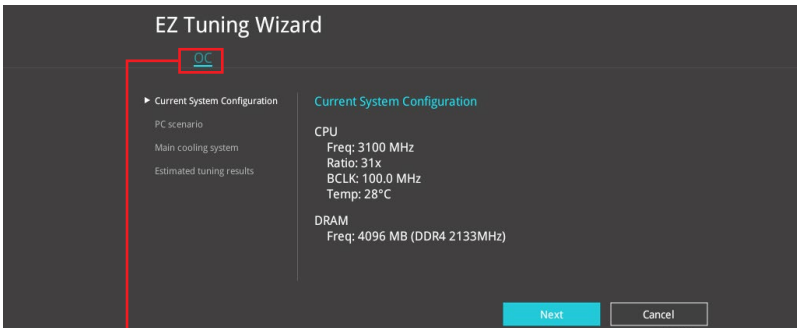 EZ Tuning Wizard
OC
Current System Configuration
PC scenario
Main cooling system
Estimated tuning results
Current System Configuration
CPU
Freq: 3100 MHz
Ratio: 31x
BCLK: 100.0 MHz
Temp: 28°C
DRAM
Freq: 4096 MB (DDR4 2133MHz)
Next
Cancel